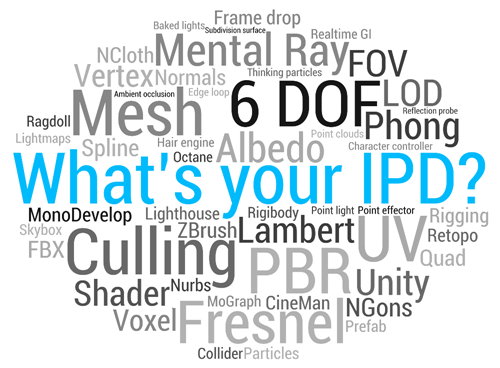 Frame drop
Baked lights
Subdivision surface
Realtime GI
NCloth
Mental Ray
FOV
Vertex
Normals
Thinking particles
Ambient occlusion
Edge loop
Mesh
6 DOF
LOD
Reflection probe
Ragdoll
Phong
Lightmaps
Spline
Hair engine
Octane
Albedo
Point clouds
Character controller
What's your IPD?
MonoDevelop
Lighthouse
Rigibody
Point light
Point effector
Rigging
Skybox
ZBrush
Lambert
UV
Retopo
FBX
Culling
PBR
Quad
Shader
Nurbs
Unity
MoGraph
CineMan
NGons
Voxel
Fresnel
Prefab
Collider
Particles